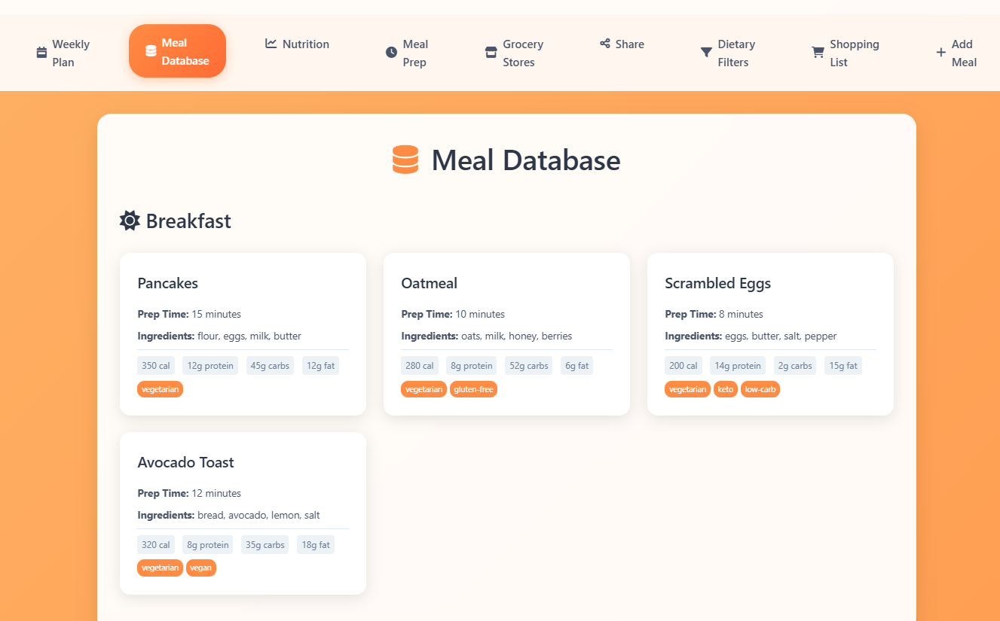 Weekly
Plan
Meal
Database
Nutrition
Meal
Prep
Grocery
Stores
Share
Dietary
Filters
Shopping
List
Add
Meal
Meal Database
Breakfast
Pancakes
Prep Time: 15 minutes
Ingredients: flour, eggs, milk, butter
350 cal 12g protein 45g carbs 12g fat
vegetarian
Oatmeal
Prep Time: 10 minutes
Ingredients: oats, milk, honey, berries
280 cal 8g protein 52g carbs 6g fat
vegetarian gluten-free
Scrambled Eggs
Prep Time: 8 minutes
Ingredients: eggs, butter, salt, pepper
200 cal 14g protein 2g carbs 15g fat
vegetarian keto low-carb
Avocado Toast
Prep Time: 12 minutes
Ingredients: bread, avocado, lemon, salt
320 cal 8g protein 35g carbs 18g fat
vegetarian vegan